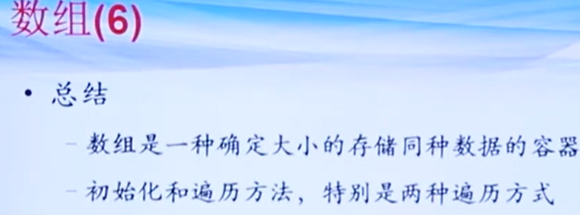 数组(6)
• 总结
– 数组是一种确定大小的存储同种数据的容器
– 初始化和遍历方法，特别是两种遍历方式